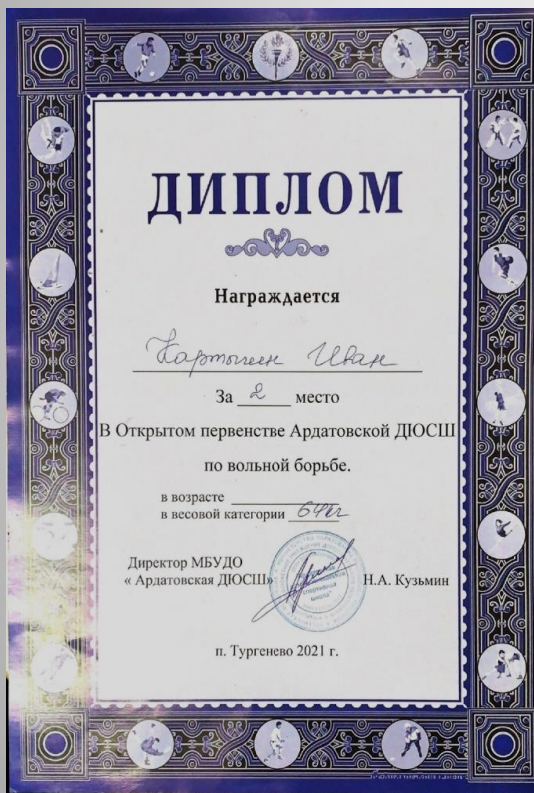 ДИПЛОМ
Награждается
Картынин Иван
За 2 место
В Открытом первенстве Ардатовской ДЮСШ
по вольной борьбе.
в возрасте
в весовой категории 64кг
Директор МБУДО
« Ардатовская ДЮСШ» Н.А. Кузьмин
п. Тургенево 2021 г.